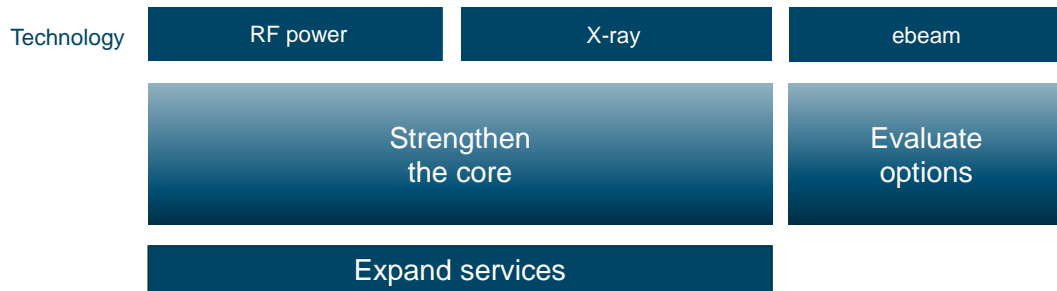 Technology
RF power
X-ray
ebeam
Strengthen
the core
Evaluate
options
Expand services